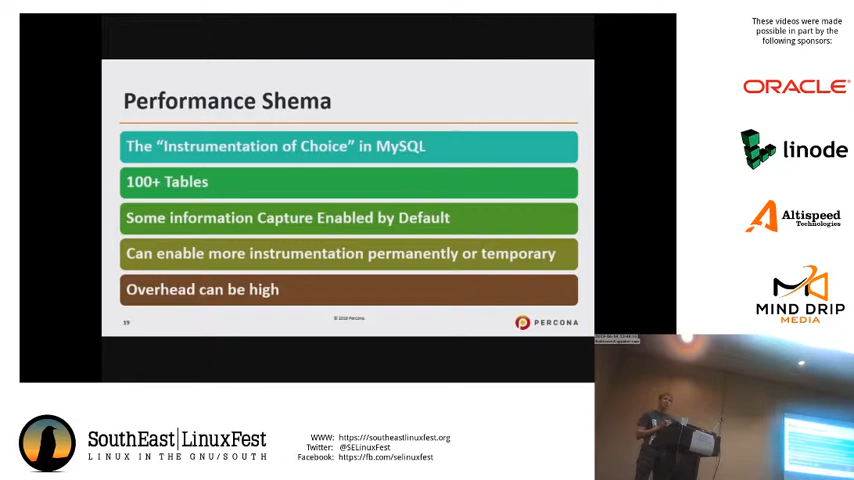 These videos were made
possible in part by the
following sponsors:
ORACLE
linode
Altispeed
Technologies
MIND DRIP
MEDIA
Performance Shema
The “Instrumentation of Choice” in MySQL
100+ Tables
Some information Capture Enabled by Default
Can enable more instrumentation permanently or temporary
Overhead can be high
19
© 2019 Percona
PERCONA
SouthEast|LinuxFest
LINUX IN THE GNU/SOUTH
WWW: https://southeastlinuxfest.org
Twitter: @SELinuxFest
Facebook: https://fb.com/selinuxfest